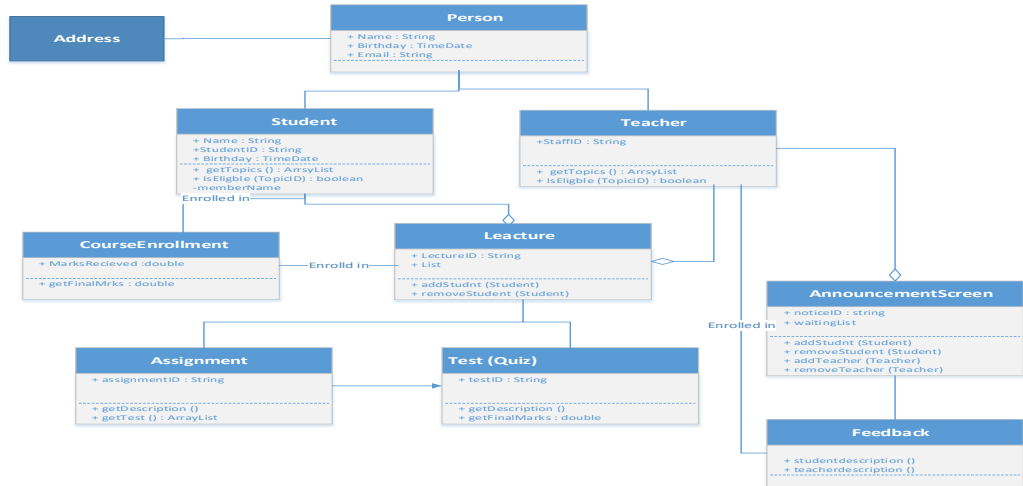 Person
Address
+ Name : String
+ Birthday : TimeDate
+ Email : String
Student
+ Name : String
+StudentID : String
+ Birthday : TimeDate
+ getTopics () : ArrsyList
+ IsEligble (TopicID) : boolean
-memberName
Teacher
+StaffID : String
+ getTopics () : ArrsyList
+ IsEligble (TopicID) : boolean
Enrolled in
CourseEnrollment
+ MarksRecieved :double
+ getFinalMrks : double
Enrolld in
Leacture
+ LectureID : String
+ List
+ addStudnt (Student)
+ removeStudent (Student)
AnnouncementScreen
+ noticeID : string
+ waitingList
+ addStudnt (Student)
+ removeStudent (Student)
+ addTeacher (Teacher)
+ removeTeacher (Teacher)
Enrolled in
Assignment
+ assignmentID : String
+ getDescription ()
+ getTest () : ArrayList
Test (Quiz)
+ testID : String
+ getDescription ()
+ getFinalMarks : double
Feedback
+ studentdescription ()
+ teacherdescription ()